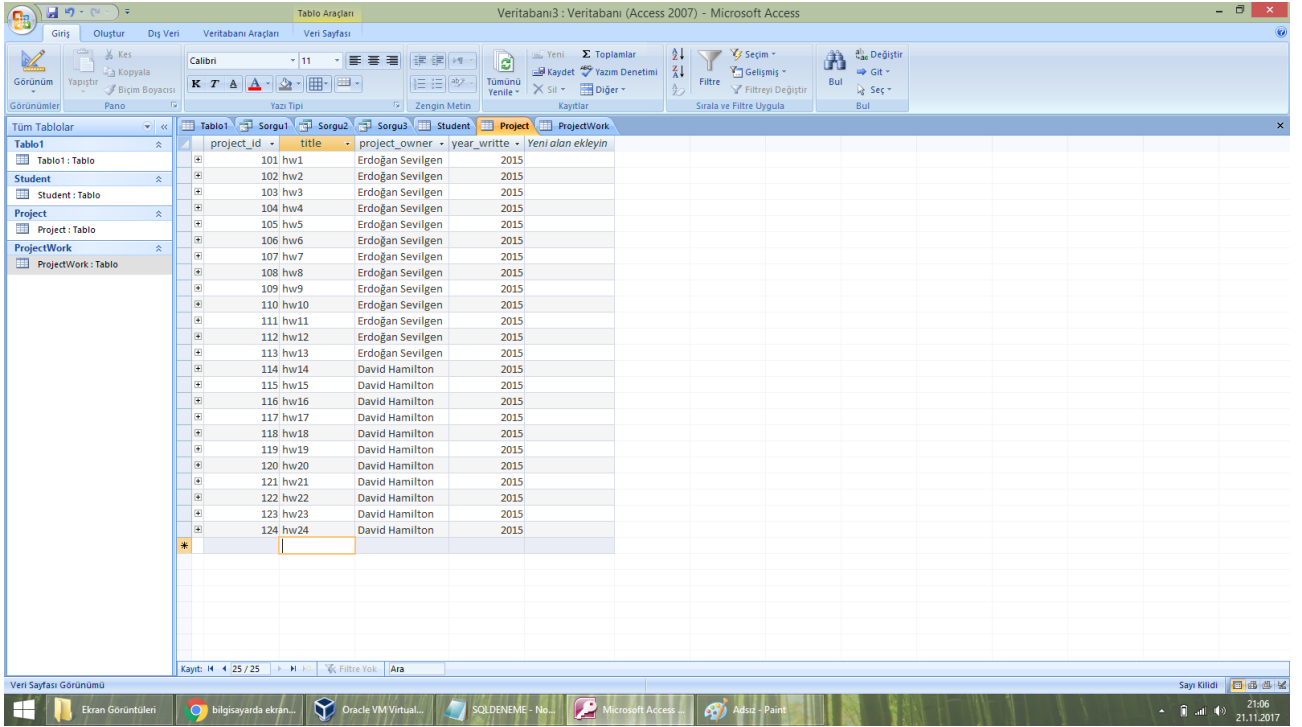 Tablo Araçları
Veritabanı3 : Veritabanı (Access 2007) - Microsoft Access
Giriş Oluştur Dış Veri Veritabanı Araçları Veri Sayfası
Görünüm
Görünümler
Yapıştır
Kes
Kopyala
Biçim Boyacısı
Pano
Calibri 11
K T A
Yazı Tipi
Zengin Metin
Tümünü Yenile
Yeni
Kaydet
Sil
Σ Toplamlar
Yazım Denetimi
Diğer
Kayıtlar
Filtre
Seçim
Gelişmiş
Filtreyi Değiştir
Sırala ve Filtre Uygula
Bul
Değiştir
Git
Seç
Bul
Tüm Tablolar
Tablo1
Tablo1 : Tablo
Student
Student : Tablo
Project
Project : Tablo
ProjectWork
ProjectWork : Tablo
Tablo1 Sorgu1 Sorgu2 Sorgu3 Student Project ProjectWork
project_id title project_owner year_writte Yeni alan ekleyin
101 hw1 Erdoğan Sevilgen 2015
102 hw2 Erdoğan Sevilgen 2015
103 hw3 Erdoğan Sevilgen 2015
104 hw4 Erdoğan Sevilgen 2015
105 hw5 Erdoğan Sevilgen 2015
106 hw6 Erdoğan Sevilgen 2015
107 hw7 Erdoğan Sevilgen 2015
108 hw8 Erdoğan Sevilgen 2015
109 hw9 Erdoğan Sevilgen 2015
110 hw10 Erdoğan Sevilgen 2015
111 hw11 Erdoğan Sevilgen 2015
112 hw12 Erdoğan Sevilgen 2015
113 hw13 Erdoğan Sevilgen 2015
114 hw14 David Hamilton 2015
115 hw15 David Hamilton 2015
116 hw16 David Hamilton 2015
117 hw17 David Hamilton 2015
118 hw18 David Hamilton 2015
119 hw19 David Hamilton 2015
120 hw20 David Hamilton 2015
121 hw21 David Hamilton 2015
122 hw22 David Hamilton 2015
123 hw23 David Hamilton 2015
124 hw24 David Hamilton 2015
Kayıt: 25 / 25 Filtre Yok Ara
Veri Sayfası Görünümü
Sayı Kilidi
Ekran Görüntüleri
bilgisayarda ekran...
Oracle VM Virtual...
SQLDENEME - No...
Microsoft Access ...
Adsız - Paint
21:06
21.11.2017